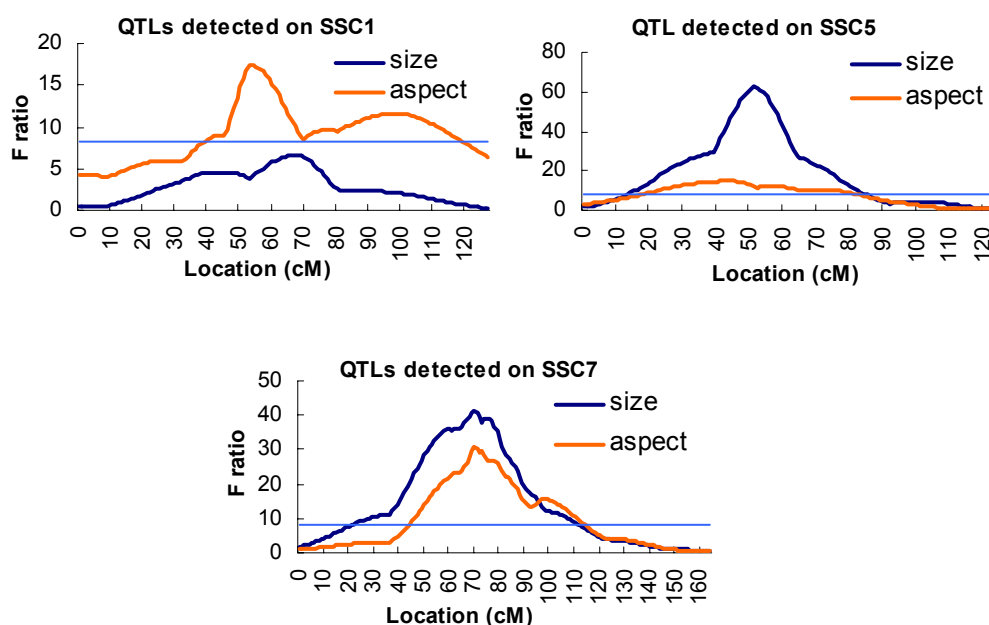 QTLs detected on SSC1
20
15
10
5
0
F ratio
size
aspect
0 10 20 30 40 50 60 70 80 90 100 110 120
Location (cM)
QTL detected on SSC5
80
60
40
20
0
F ratio
size
aspect
0 10 20 30 40 50 60 70 80 90 100 110 120
Location (cM)
QTLs detected on SSC7
50
40
30
20
10
0
F ratio
size
aspect
0 10 20 30 40 50 60 70 80 90 100 110 120 130 140 150 160
Location (cM)